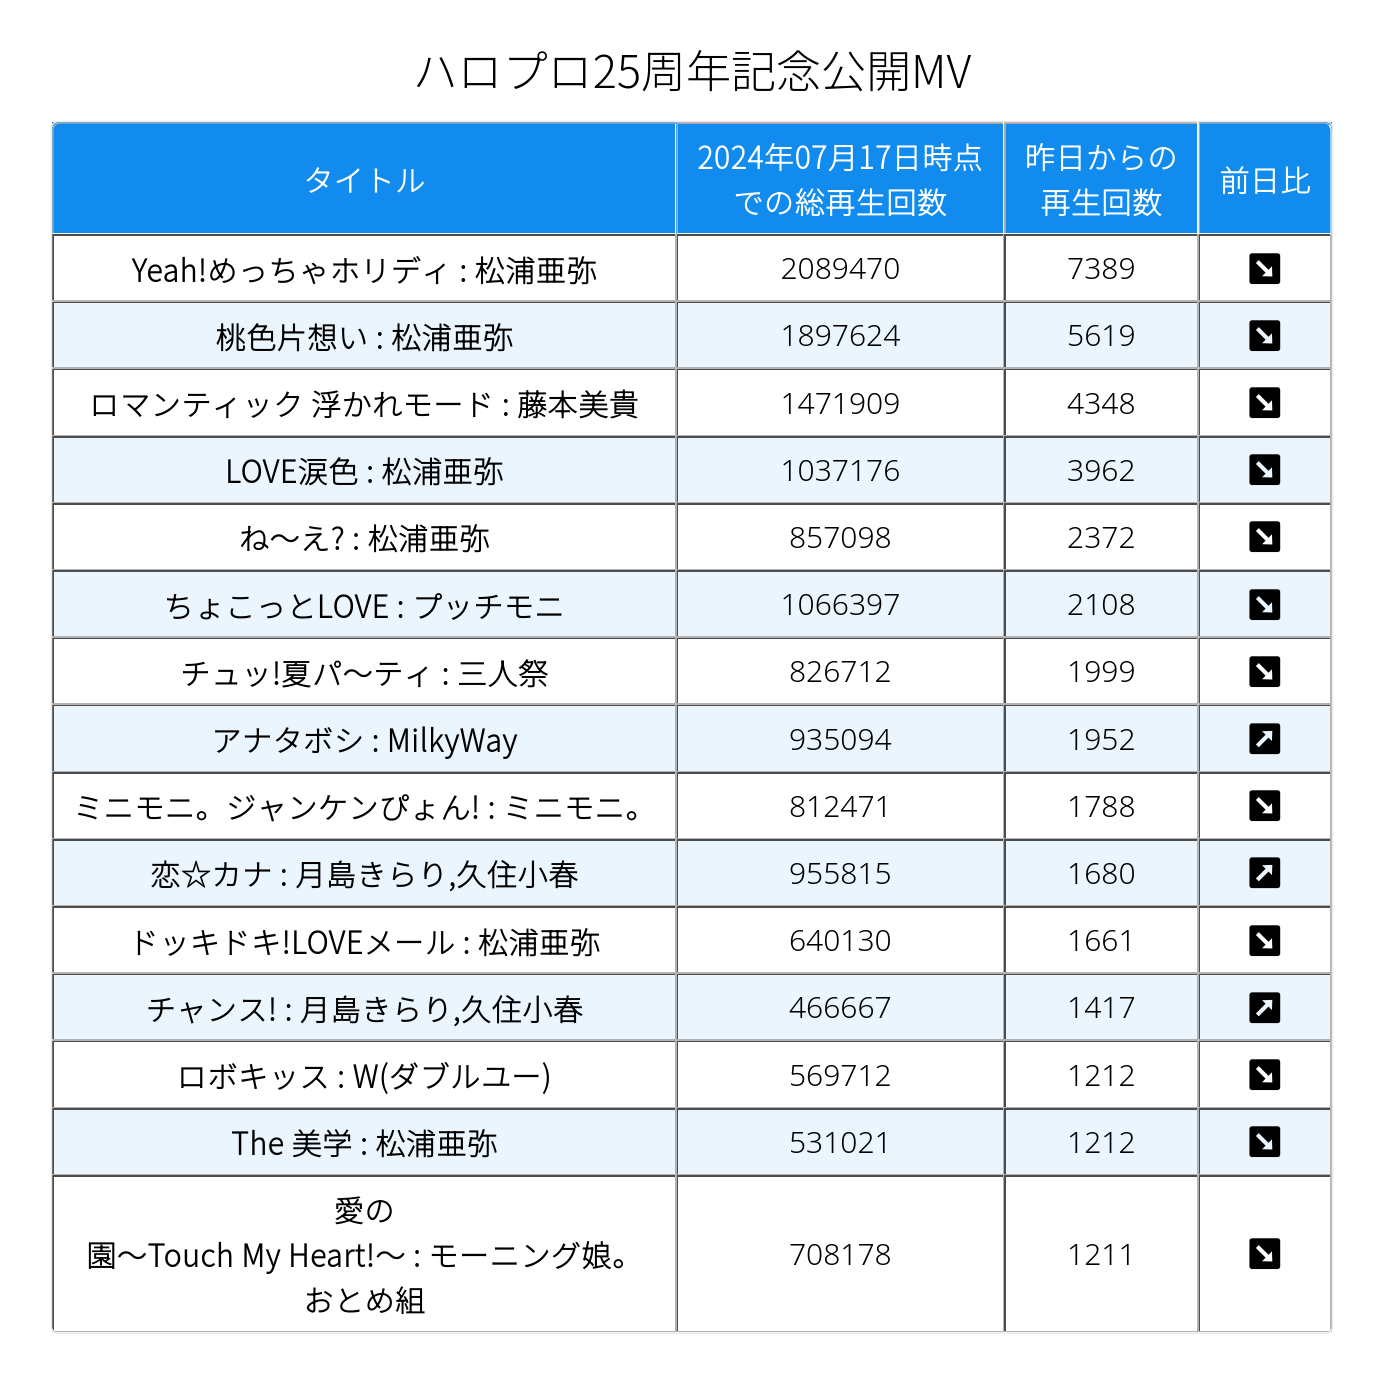 ハロプロ25周年記念公開MV
タイトル
2024年07月17日時点
での総再生回数
昨日からの
再生回数
前日比
Yeah!めっちゃホリディ : 松浦亜弥 2089470 7389
桃色片想い : 松浦亜弥 1897624 5619
ロマンティック 浮かれモード : 藤本美貴 1471909 4348
LOVE涙色 : 松浦亜弥 1037176 3962
ね〜え? : 松浦亜弥 857098 2372
ちょこっとLOVE : プッチモニ 1066397 2108
チュッ!夏パ〜ティ : 三人祭 826712 1999
アナタボシ : MilkyWay 935094 1952
ミニモニ。ジャンケンぴょん! : ミニモニ。 812471 1788
恋☆カナ : 月島きらり,久住小春 955815 1680
ドッキドキ!LOVEメール : 松浦亜弥 640130 1661
チャンス! : 月島きらり,久住小春 466667 1417
ロボキッス : W(ダブルユー) 569712 1212
The 美学 : 松浦亜弥 531021 1212
愛の
園〜Touch My Heart!〜 : モーニング娘。
おとめ組
708178 1211